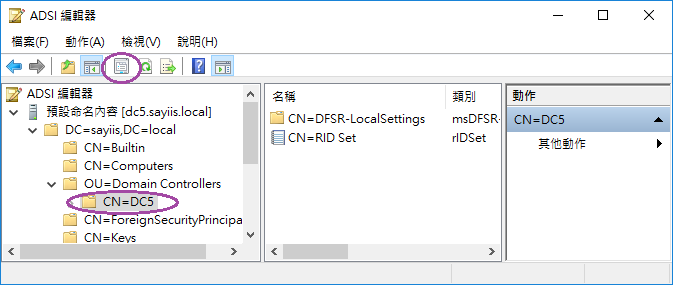 ADSI 編輯器
檔案(F) 動作(A) 檢視(V) 說明(H)
ADSI 編輯器
預設命名內容 [dc5.sayiis.local]
DC=sayiis,DC=local
CN=Builtin
CN=Computers
OU=Domain Controllers
CN=DC5
CN=ForeignSecurityPrincipa
CN=Keys
名稱 類別
CN=DFSR-LocalSettings msDFSR-
CN=RID Set rIDSet
動作
CN=DC5
其他動作